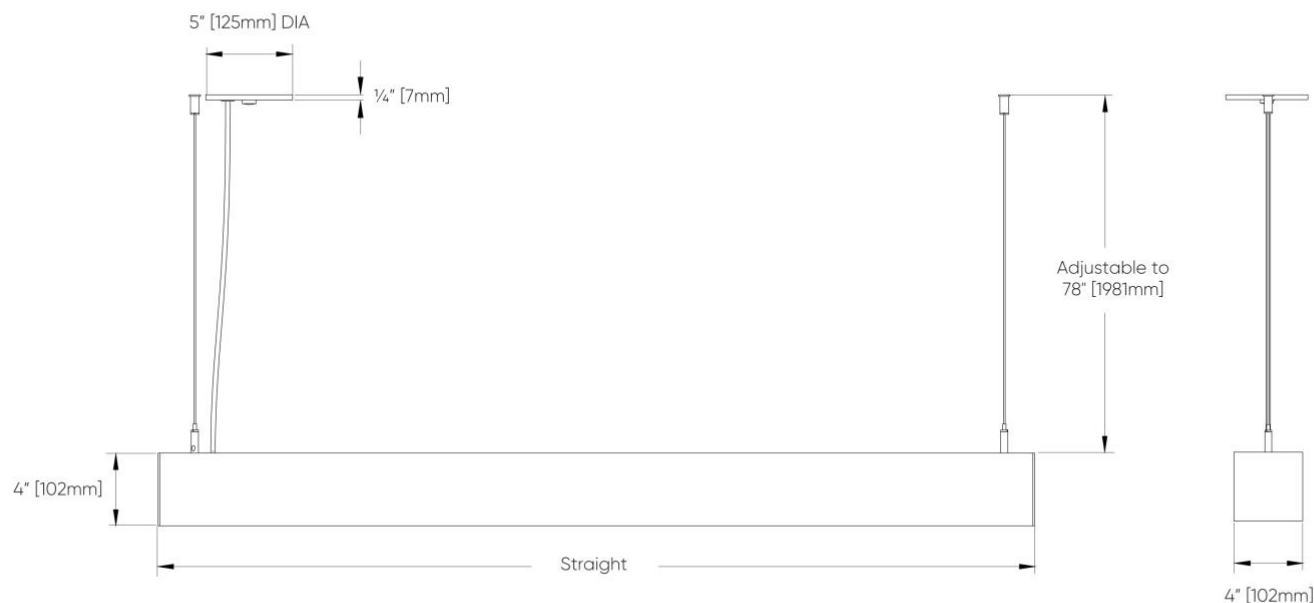 5” [125mm] DIA
¼” [7mm]
Adjustable to
78" [1981mm]
4” [102mm]
Straight
4” [102mm]